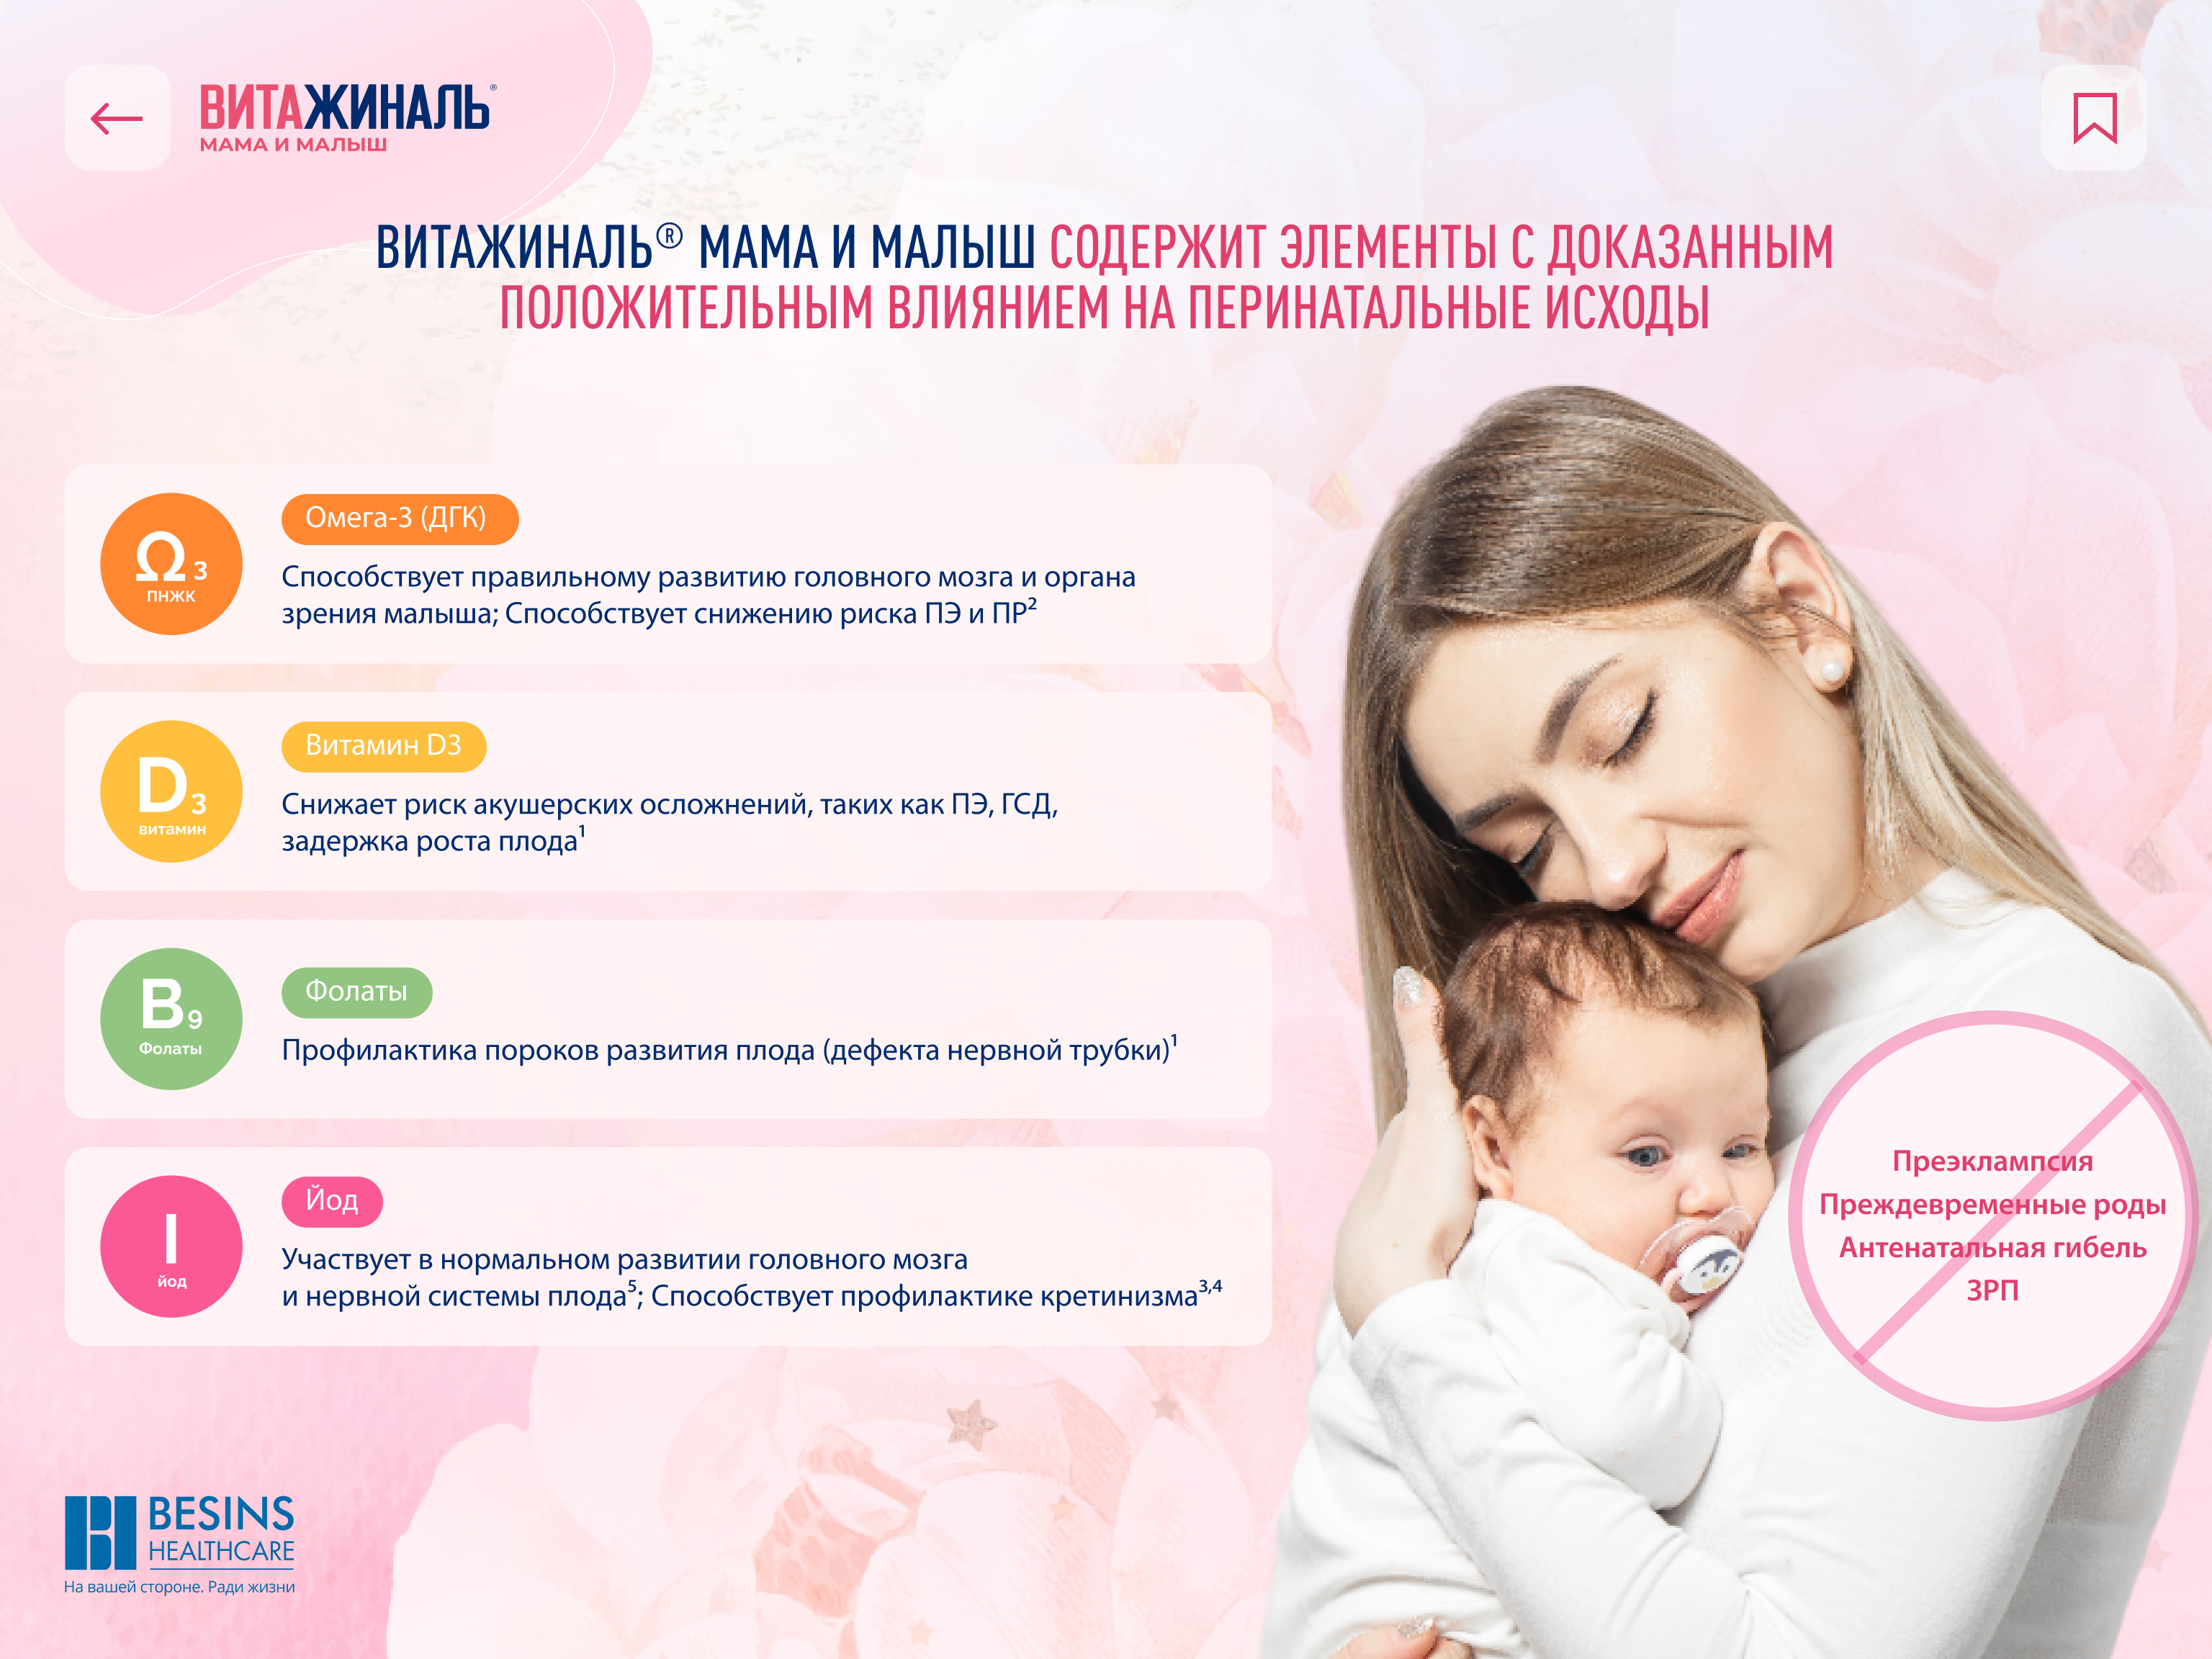 ВИТАЖИНАЛЬ®
МАМА И МАЛЫШ
ВИТАЖИНАЛЬ® МАМА И МАЛЫШ СОДЕРЖИТ ЭЛЕМЕНТЫ С ДОКАЗАННЫМ
ПОЛОЖИТЕЛЬНЫМ ВЛИЯНИЕМ НА ПЕРИНАТАЛЬНЫЕ ИСХОДЫ
Ω3
ПНЖК
Омега-3 (ДГК)
Способствует правильному развитию головного мозга и органа
зрения малыша; Способствует снижению риска ПЭ и ПР²
D3
витамин
Витамин D3
Снижает риск акушерских осложнений, таких как ПЭ, ГСД,
задержка роста плода¹
B9
Фолаты
Фолаты
Профилактика пороков развития плода (дефекта нервной трубки)¹
I
йод
Йод
Участвует в нормальном развитии головного мозга
и нервной системы плода⁵; Способствует профилактике кретинизма³,⁴
Преэклампсия
Преждевременные роды
Антенатальная гибель
ЗРП
BESINS
HEALTHCARE
На вашей стороне. Ради жизни